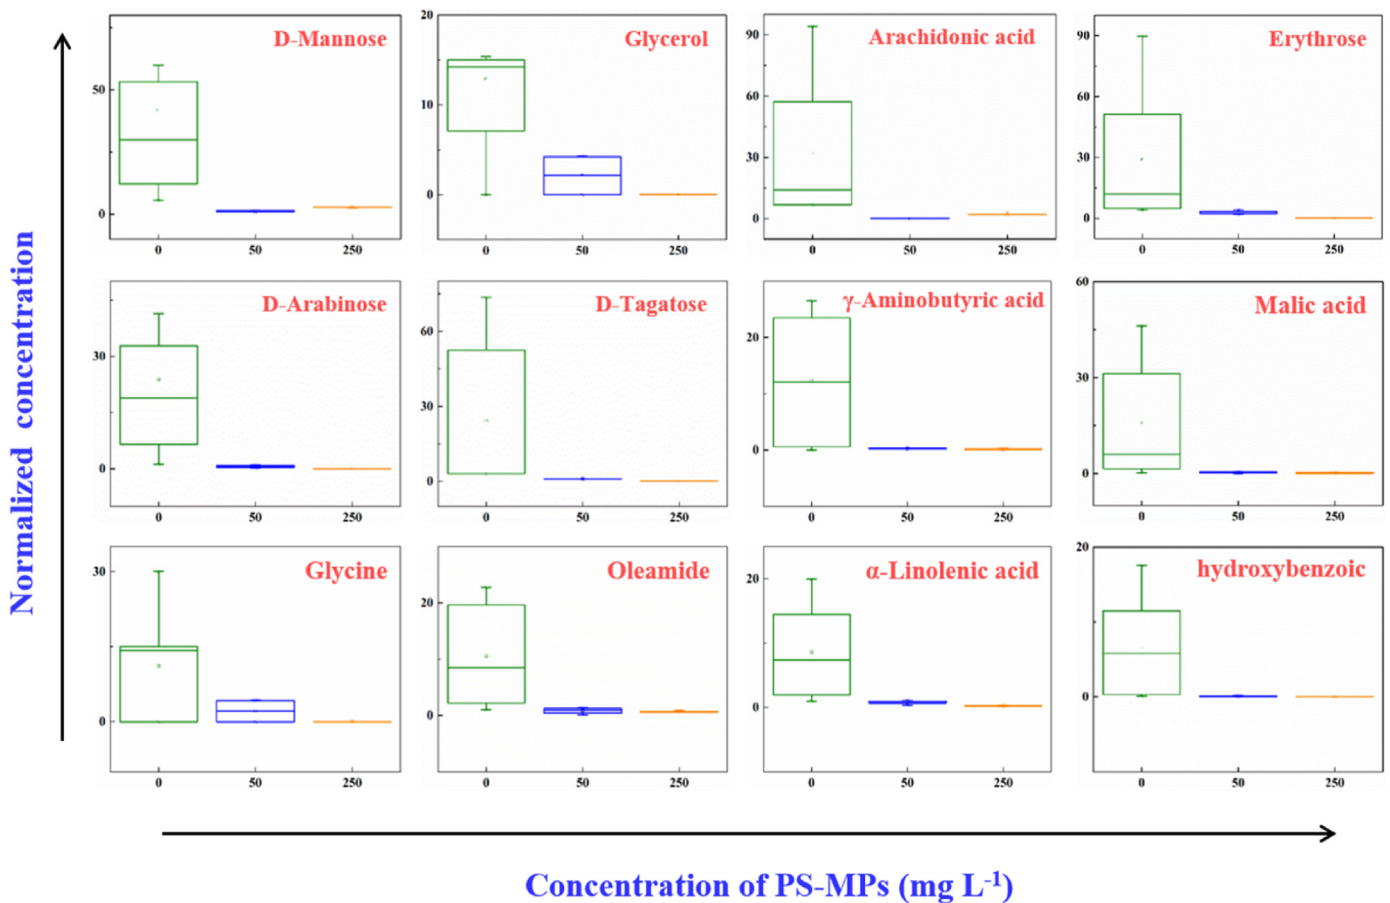 D-Mannose
50
0
0 50 250
Glycerol
20
10
0
0 50 250
Arachidonic acid
90
60
30
0
0 50 250
Erythrose
90
60
30
0
0 50 250
D-Arabinose
30
0
0 50 250
D-Tagatose
60
30
0
0 50 250
γ-Aminobutyric acid
20
0
0 50 250
Malic acid
60
30
0
0 50 250
Glycine
30
0
0 50 250
Oleamide
20
0
0 50 250
α-Linolenic acid
20
0
0 50 250
hydroxybenzoic
20
0
0 50 250
Normalized concentration
Concentration of PS-MPs (mg L⁻¹)